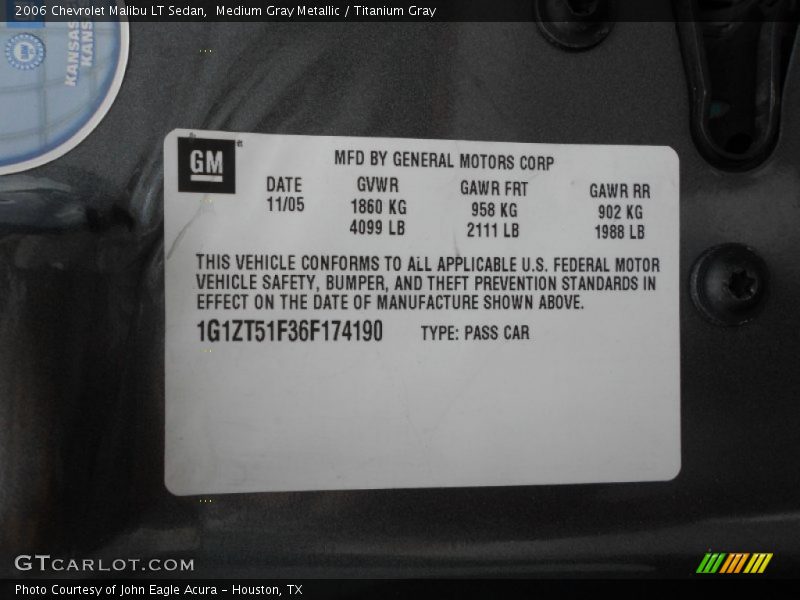 2006 Chevrolet Malibu LT Sedan, Medium Gray Metallic / Titanium Gray
KANSAS
KANSAS
GM
MFD BY GENERAL MOTORS CORP
DATE GVWR GAWR FRT GAWR RR
11/05 1860 KG 958 KG 902 KG
4099 LB 2111 LB 1988 LB
THIS VEHICLE CONFORMS TO ALL APPLICABLE U.S. FEDERAL MOTOR
VEHICLE SAFETY, BUMPER, AND THEFT PREVENTION STANDARDS IN
EFFECT ON THE DATE OF MANUFACTURE SHOWN ABOVE.
1G1ZT51F36F174190 TYPE: PASS CAR
GTCARLOT.COM
Photo Courtesy of John Eagle Acura - Houston, TX